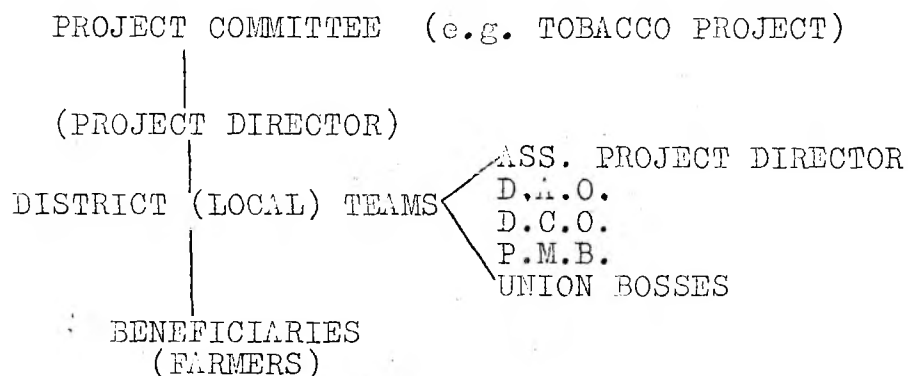 PROJECT COMMITTEE (e.g. TOBACCO PROJECT)
(PROJECT DIRECTOR)
ASS. PROJECT DIRECTOR
D.A.O.
DISTRICT (LOCAL) TEAMS
D.C.O.
P.M.B.
UNION BOSSES
BENEFICIARIES
(FARMERS)